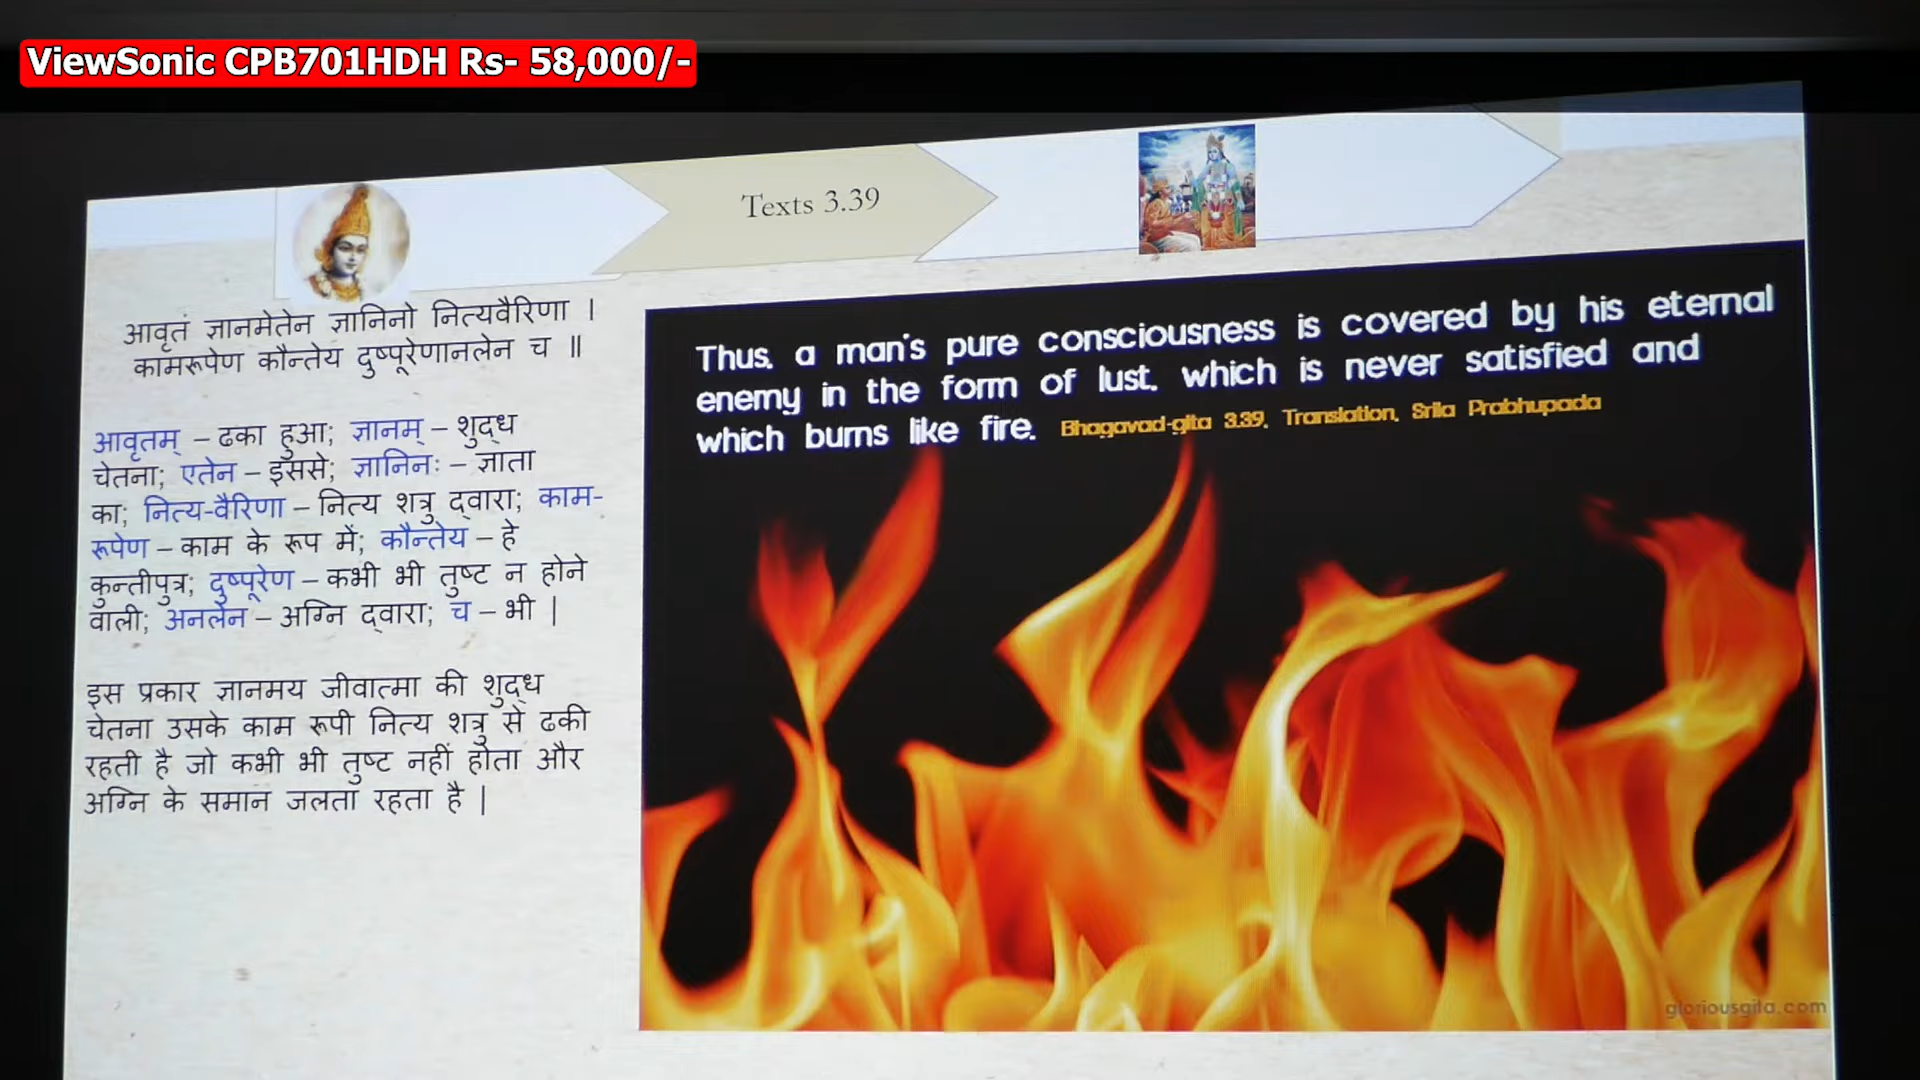 ViewSonic CPB701HDH Rs- 58,000/-
Texts 3.39
आवृतं ज्ञानमेतेन ज्ञानिनो नित्यवैरिणा |
कामरूपेण कौन्तेय दुष्पूरेणानलेन च ||
आवृतम् – ढका हुआ; ज्ञानम् – शुद्ध
चेतना; एतेन – इससे; ज्ञानिनः – ज्ञाता
का; नित्य-वैरिणा – नित्य शत्रु द्वारा; काम-
रूपेण – काम के रूप में; कौन्तेय – हे
कुन्तीपुत्र; दुष्पूरेण – कभी भी तुष्ट न होने
वाली; अनलेन – अग्नि द्वारा; च – भी |
इस प्रकार ज्ञानमय जीवात्मा की शुद्ध
चेतना उसके काम रूपी नित्य शत्रु से ढकी
रहती है जो कभी भी तुष्ट नहीं होता और
अग्नि के समान जलता रहता है |
Thus, a man's pure consciousness is covered by his eternal
enemy in the form of lust, which is never satisfied and
which burns like fire. Bhagavad-gita 3.39, Translation, Srila Prabhupada
gloriousgita.com